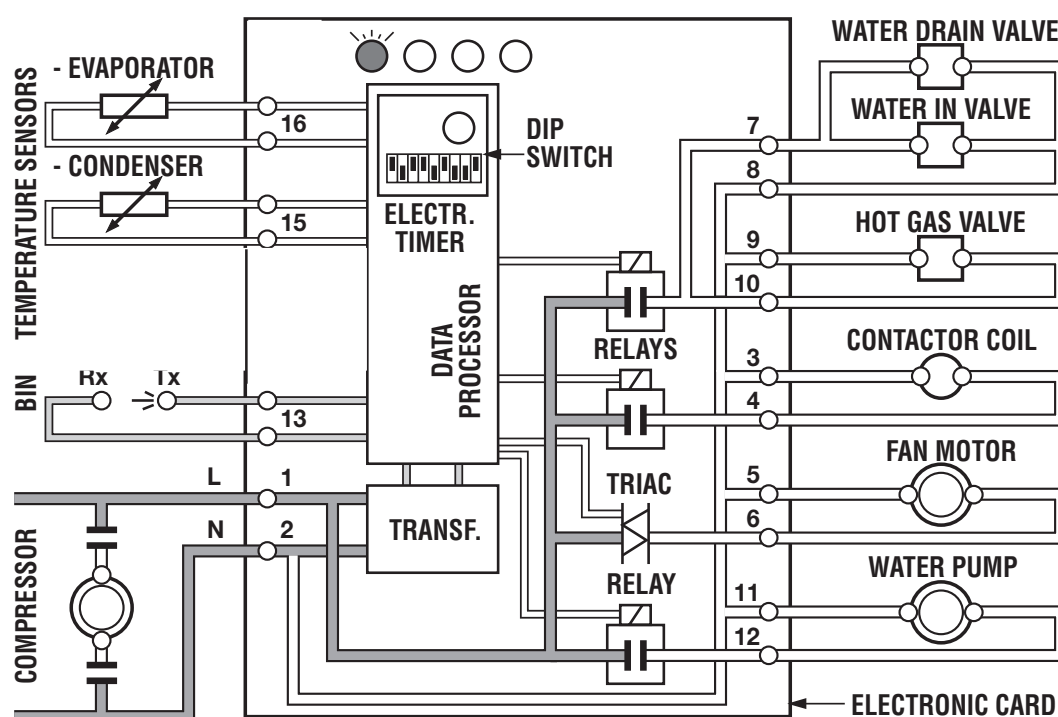 WATER DRAIN VALVE
TEMPERATURE SENSORS
- EVAPORATOR
16
- CONDENSER
15
DIP
SWITCH
ELECTR.
TIMER
DATA
PROCESSOR
7
WATER IN VALVE
8
HOT GAS VALVE
9
10
RELAYS
CONTACTOR COIL
3
4
BIN
Rx
Tx
13
FAN MOTOR
5
6
TRIAC
L
1
N
2
TRANSF.
COMPRESSOR
RELAY
WATER PUMP
11
12
ELECTRONIC CARD